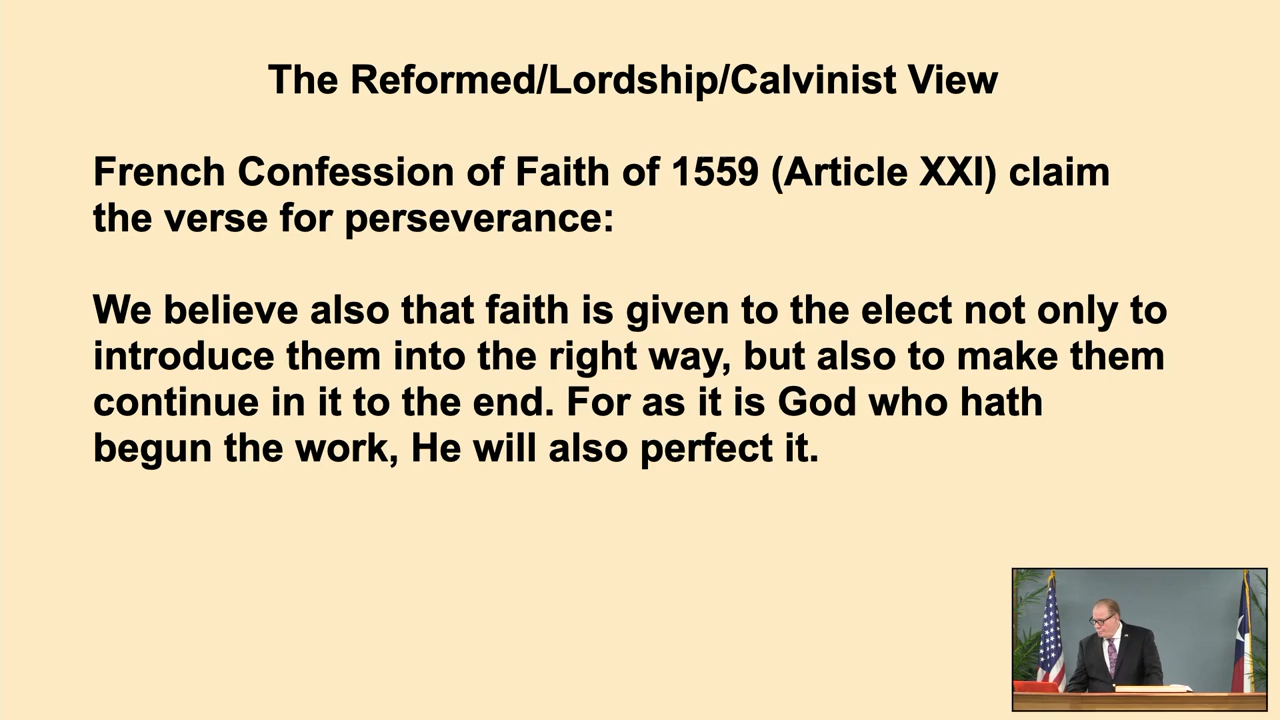 The Reformed/Lordship/Calvinist View
French Confession of Faith of 1559 (Article XXI) claim
the verse for perseverance:
We believe also that faith is given to the elect not only to
introduce them into the right way, but also to make them
continue in it to the end. For as it is God who hath
begun the work, He will also perfect it.